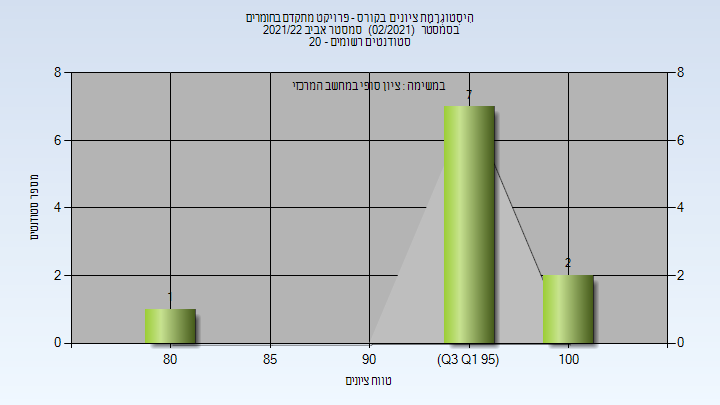 היסטוגרמת ציונים בקורס - פרויקט מתקדם בחומרים
בסמסטר (02/2021) סמסטר אביב 2021/22
סטודנטים רשומים - 20
במשימה : ציון סופי במחשב המרכזי
8
8
7
6
6
מספר סטודנטים
4
4
2
2
2
1
0
0
80
85
90
(Q3 Q1 95)
100
טווח ציונים